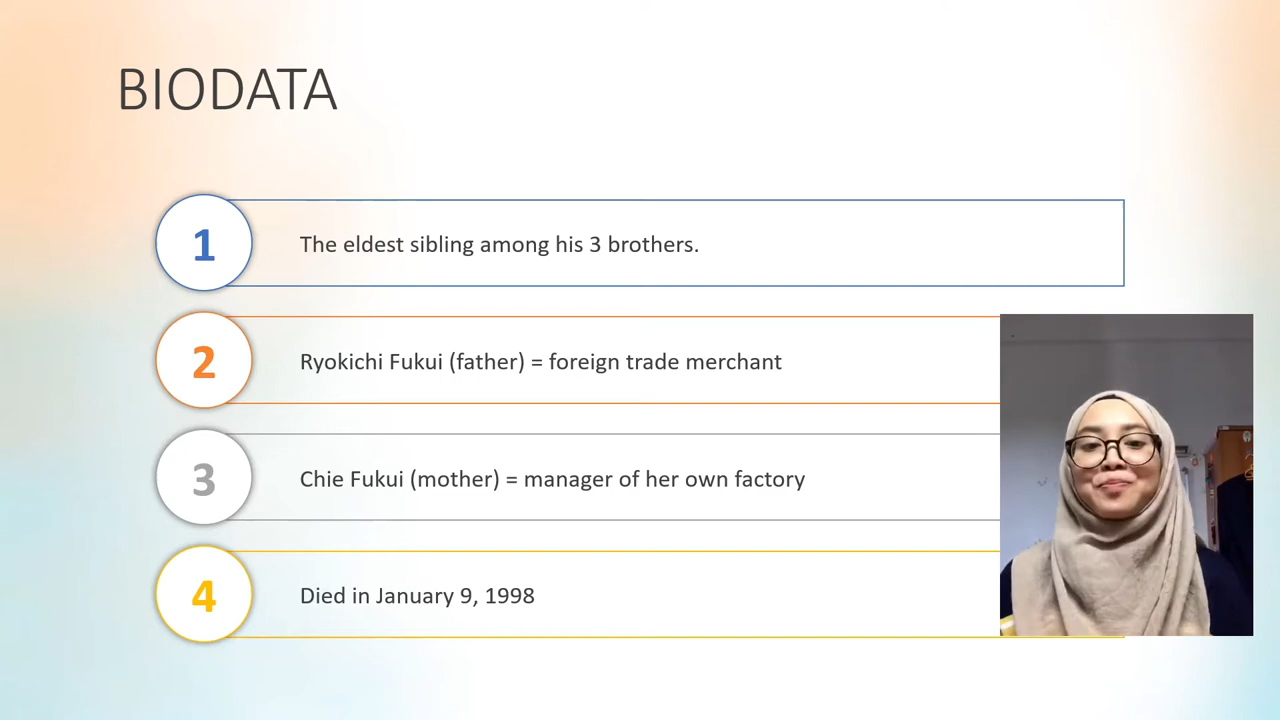 BIODATA
1
The eldest sibling among his 3 brothers.
2
Ryokichi Fukui (father) = foreign trade merchant
3
Chie Fukui (mother) = manager of her own factory
4
Died in January 9, 1998